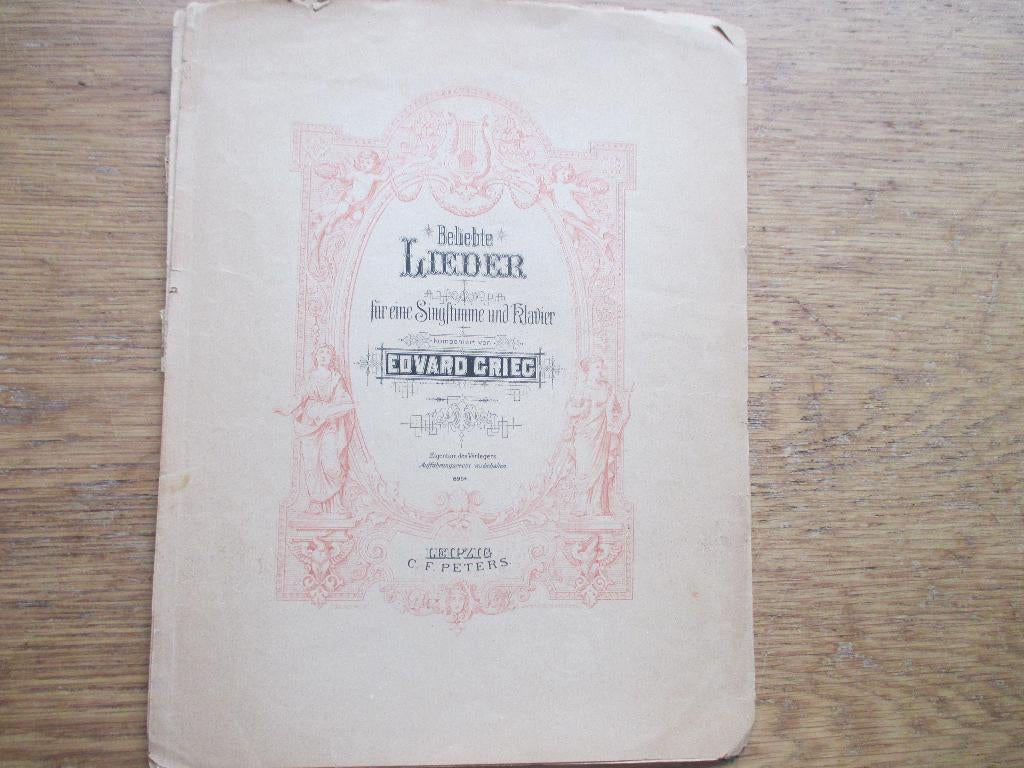 Beliebte
LIEDER
für eine Singstimme und Klavier
komponiert von
EDVARD GRIEG
Eigentum des Verlegers.
Aufführungsrecht vorbehalten.
LEIPZIG
C. F. PETERS.